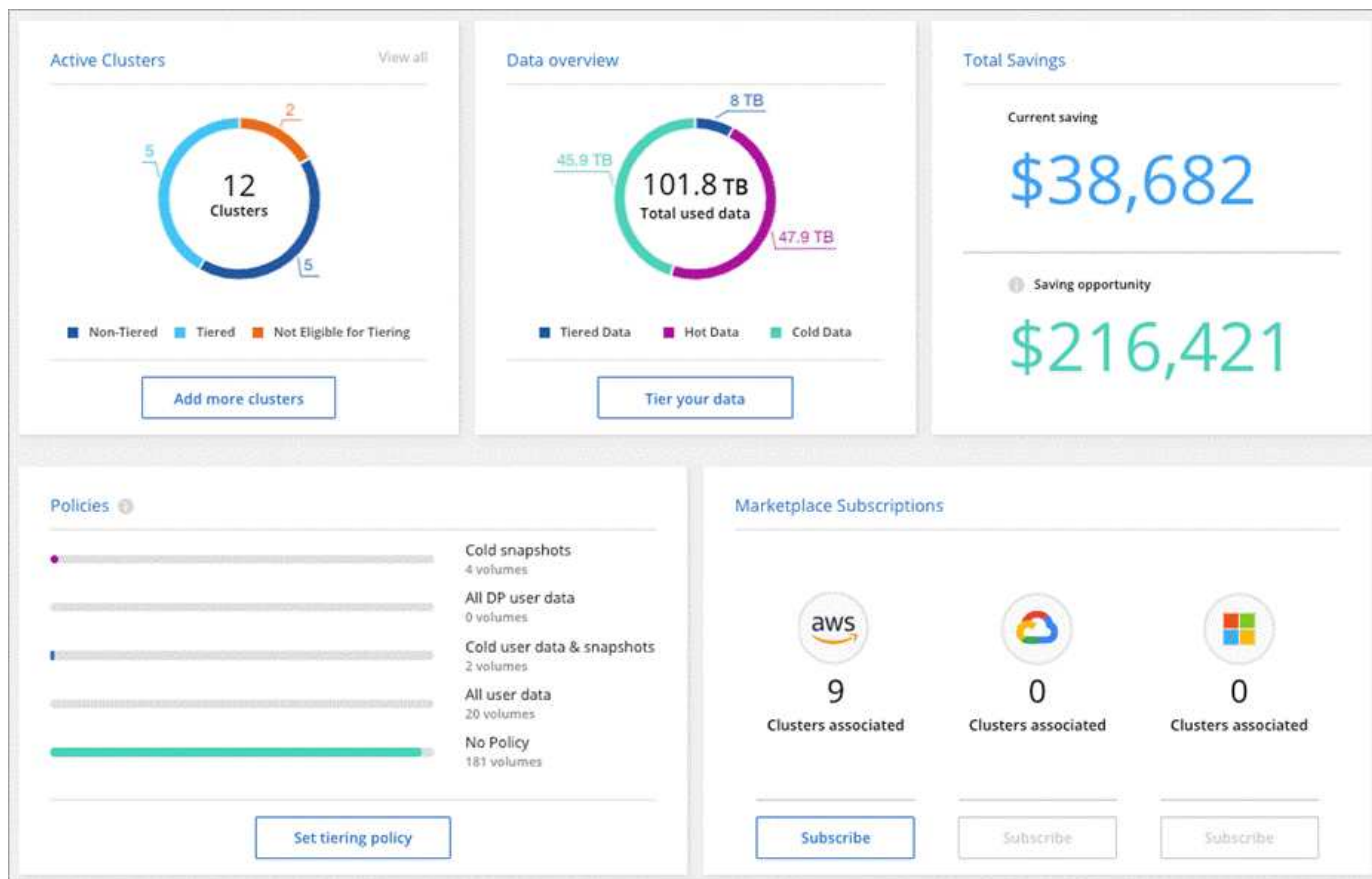 Active Clusters
View all
2
5
12
Clusters
5
Non-Tiered
Tiered
Not Eligible for Tiering
Add more clusters
Data overview
8 TB
45.9 TB
101.8 TB
Total used data
47.9 TB
Tiered Data
Hot Data
Cold Data
Tier your data
Total Savings
Current saving
$38,682
Saving opportunity
$216,421
Policies
Cold snapshots
4 volumes
All DP user data
0 volumes
Cold user data & snapshots
2 volumes
All user data
20 volumes
No Policy
181 volumes
Set tiering policy
Marketplace Subscriptions
aws
9
Clusters associated
Subscribe
0
Clusters associated
Subscribe
0
Clusters associated
Subscribe